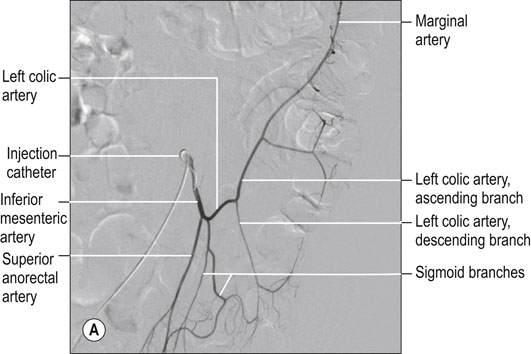 Left colic
artery
Injection
catheter
Inferior
mesenteric
artery
Superior
anorectal
artery
Marginal
artery
Left colic artery,
ascending branch
Left colic artery,
descending branch
Sigmoid branches
A